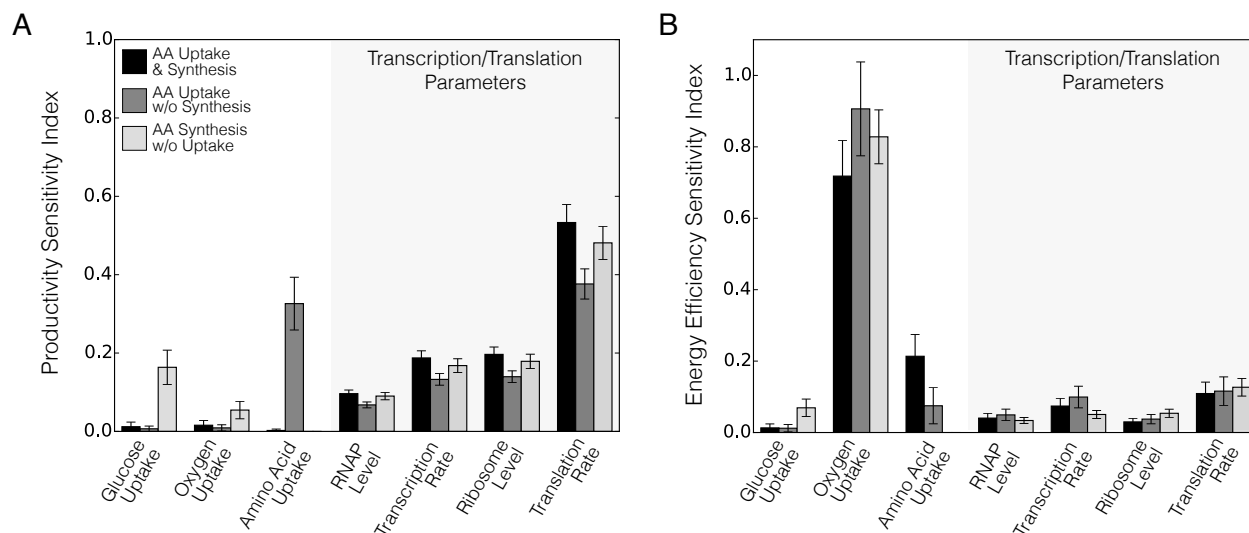 A
Productivity Sensitivity Index
1.0
0.8
0.6
0.4
0.2
0.0
AA Uptake
& Synthesis
AA Uptake
w/o Synthesis
AA Synthesis
w/o Uptake
Transcription/Translation
Parameters
Glucose
Uptake
Oxygen
Uptake
Amino Acid
Uptake
RNAP
Level
Transcription
Rate
Ribosome
Level
Translation
Rate
B
Energy Efficiency Sensitivity Index
1.0
0.8
0.6
0.4
0.2
0.0
Transcription/Translation
Parameters
Glucose
Uptake
Oxygen
Uptake
Amino Acid
Uptake
RNAP
Level
Transcription
Rate
Ribosome
Level
Translation
Rate